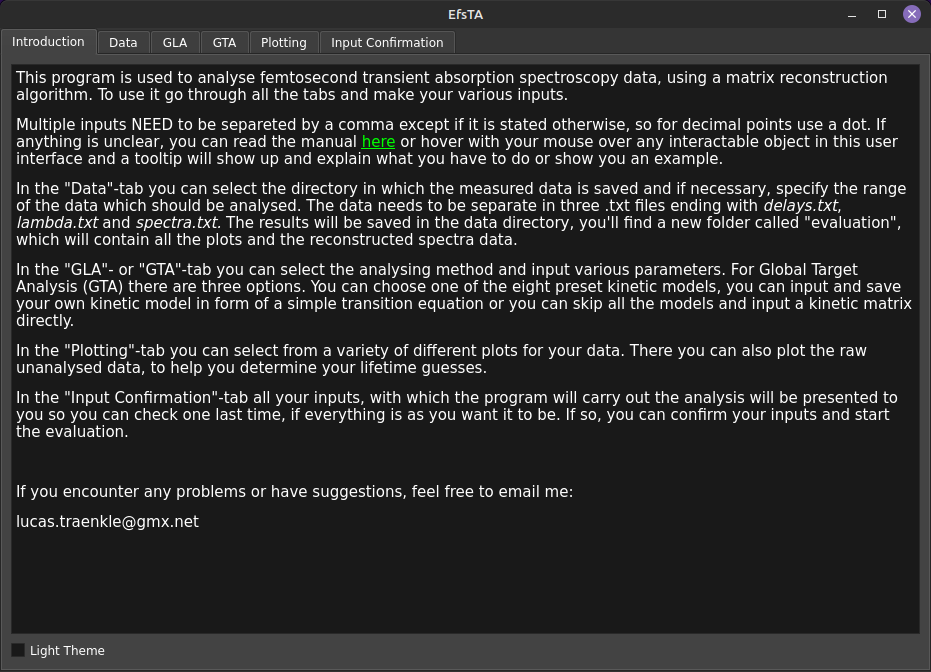 EfsTA
Introduction Data GLA GTA Plotting Input Confirmation
This program is used to analyse femtosecond transient absorption spectroscopy data, using a matrix reconstruction
algorithm. To use it go through all the tabs and make your various inputs.
Multiple inputs NEED to be separeted by a comma except if it is stated otherwise, so for decimal points use a dot. If
anything is unclear, you can read the manual here or hover with your mouse over any interactable object in this user
interface and a tooltip will show up and explain what you have to do or show you an example.
In the "Data"-tab you can select the directory in which the measured data is saved and if necessary, specify the range
of the data which should be analysed. The data needs to be separate in three .txt files ending with delays.txt,
lambda.txt and spectra.txt. The results will be saved in the data directory, you'll find a new folder called "evaluation",
which will contain all the plots and the reconstructed spectra data.
In the "GLA"- or "GTA"-tab you can select the analysing method and input various parameters. For Global Target
Analysis (GTA) there are three options. You can choose one of the eight preset kinetic models, you can input and save
your own kinetic model in form of a simple transition equation or you can skip all the models and input a kinetic matrix
directly.
In the "Plotting"-tab you can select from a variety of different plots for your data. There you can also plot the raw
unanalysed data, to help you determine your lifetime guesses.
In the "Input Confirmation"-tab all your inputs, with which the program will carry out the analysis will be presented to
you so you can check one last time, if everything is as you want it to be. If so, you can confirm your inputs and start
the evaluation.
If you encounter any problems or have suggestions, feel free to email me:
lucas.traenkle@gmx.net
Light Theme